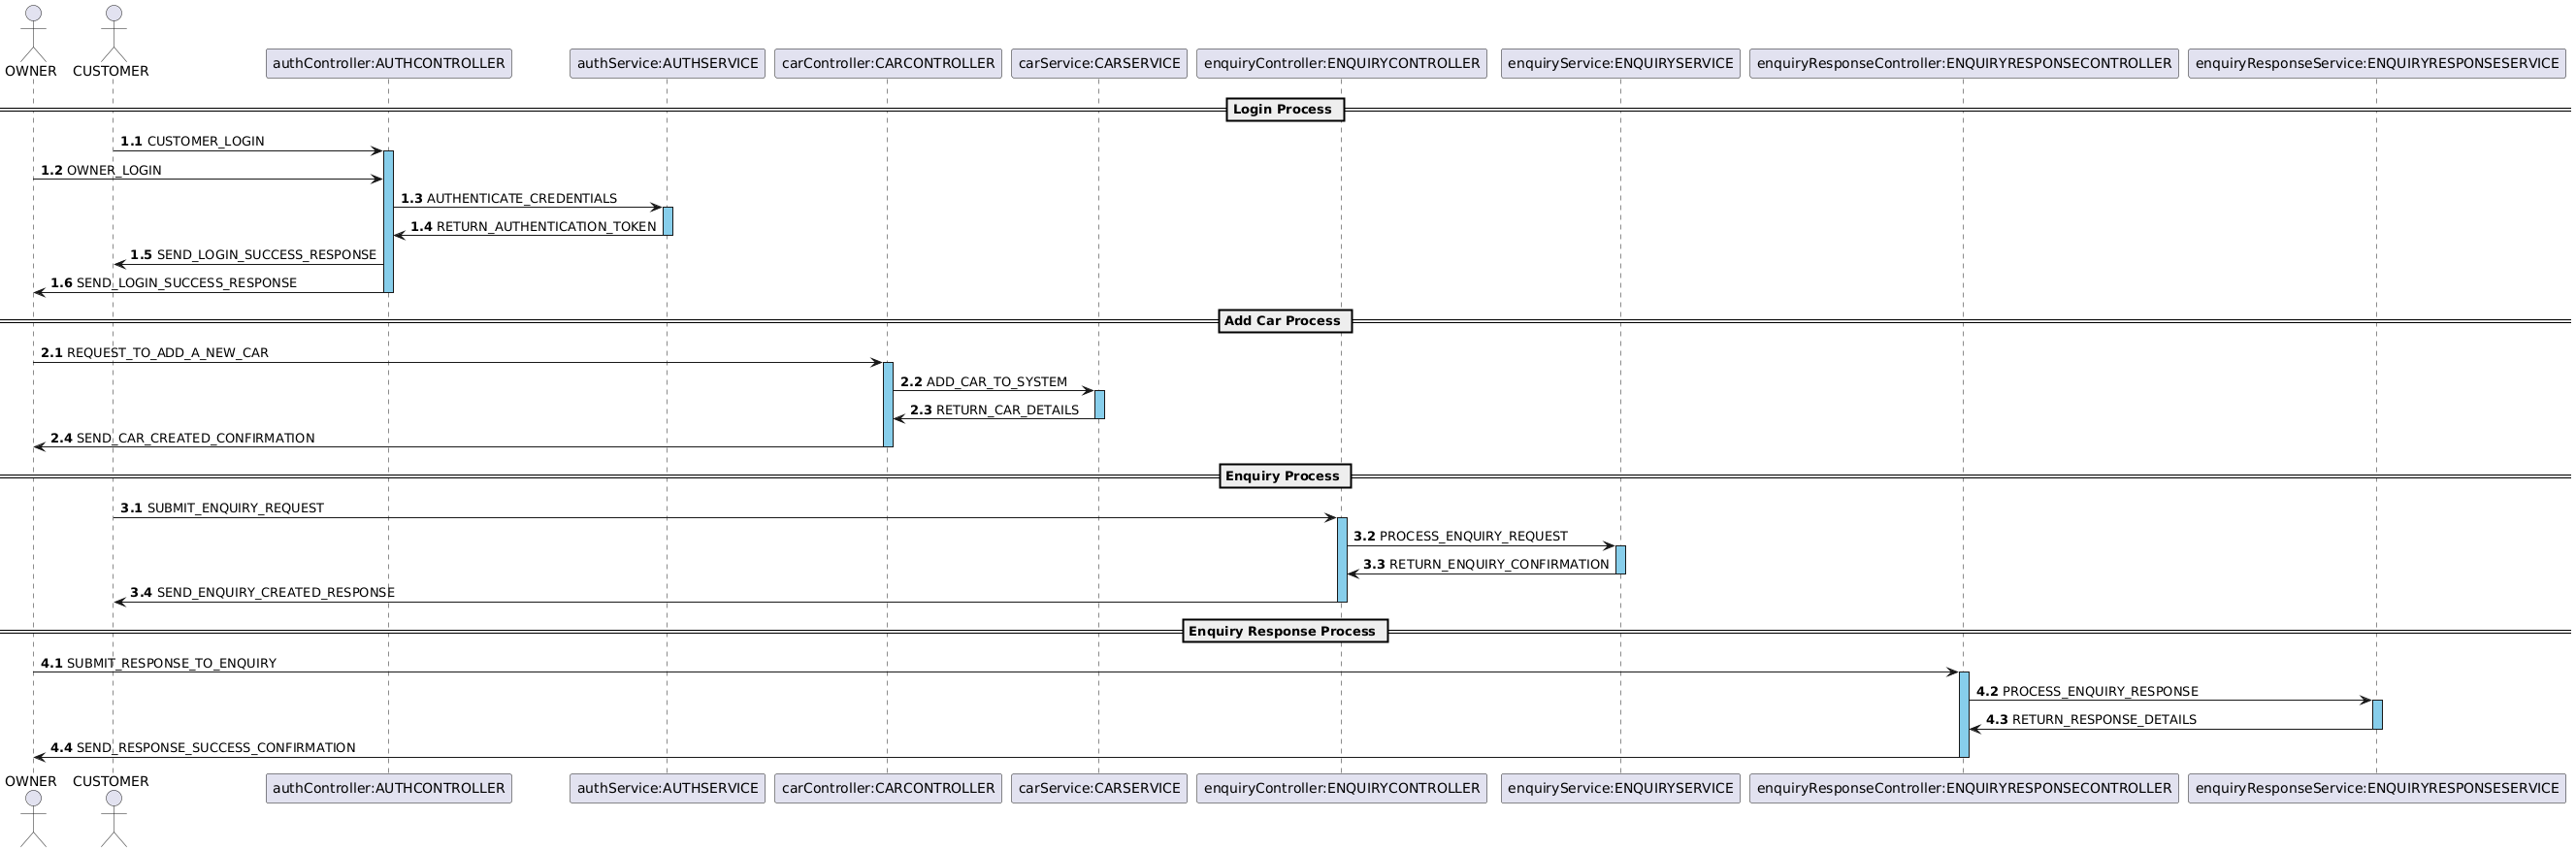 OWNER
CUSTOMER
authController:AUTHCONTROLLER
authService:AUTHSERVICE
carController:CARCONTROLLER
carService:CARSERVICE
enquiryController:ENQUIRYCONTROLLER
enquiryService:ENQUIRYSERVICE
enquiryResponseController:ENQUIRYRESPONSECONTROLLER
enquiryResponseService:ENQUIRYRESPONSESERVICE
Login Process
1.1 CUSTOMER_LOGIN
1.2 OWNER_LOGIN
1.3 AUTHENTICATE_CREDENTIALS
1.4 RETURN_AUTHENTICATION_TOKEN
1.5 SEND_LOGIN_SUCCESS_RESPONSE
1.6 SEND_LOGIN_SUCCESS_RESPONSE
Add Car Process
2.1 REQUEST_TO_ADD_A_NEW_CAR
2.2 ADD_CAR_TO_SYSTEM
2.3 RETURN_CAR_DETAILS
2.4 SEND_CAR_CREATED_CONFIRMATION
Enquiry Process
3.1 SUBMIT_ENQUIRY_REQUEST
3.2 PROCESS_ENQUIRY_REQUEST
3.3 RETURN_ENQUIRY_CONFIRMATION
3.4 SEND_ENQUIRY_CREATED_RESPONSE
Enquiry Response Process
4.1 SUBMIT_RESPONSE_TO_ENQUIRY
4.2 PROCESS_ENQUIRY_RESPONSE
4.3 RETURN_RESPONSE_DETAILS
4.4 SEND_RESPONSE_SUCCESS_CONFIRMATION
OWNER
CUSTOMER
authController:AUTHCONTROLLER
authService:AUTHSERVICE
carController:CARCONTROLLER
carService:CARSERVICE
enquiryController:ENQUIRYCONTROLLER
enquiryService:ENQUIRYSERVICE
enquiryResponseController:ENQUIRYRESPONSECONTROLLER
enquiryResponseService:ENQUIRYRESPONSESERVICE